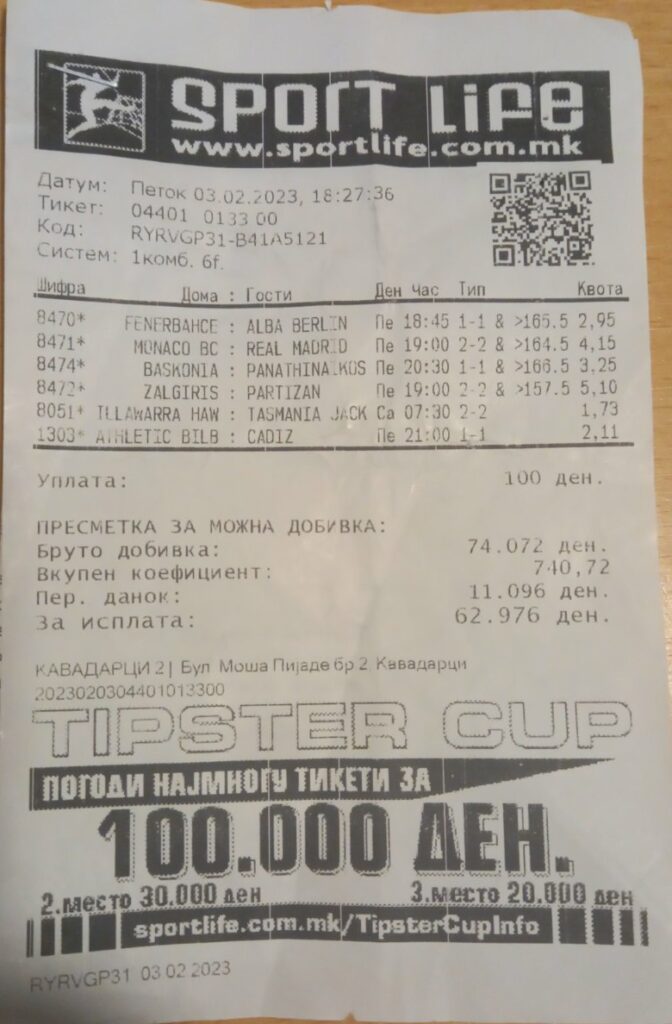 SPORT LIFE
www.sportlife.com.mk
Датум: Петок 03.02.2023, 18:27:36
Тикет: 04401 0133 00
Код: RYRVGP31-B41A5121
Систем: 1комб. 6f.
Шифра Дома : Гости Ден Час Тип Квота
8470* FENERBAHCE : ALBA BERLIN Пе 18:45 1-1 & >165.5 2,95
8471* MONACO BC : REAL MADRID Пе 19:00 2-2 & >164.5 4,15
8474* BASKONIA : PANATHINAIKOS Пе 20:30 1-1 & >166.5 3,25
8472* ZALGIRIS : PARTIZAN Пе 19:00 2-2 & >157.5 5,10
8051* ILLAWARRA HAW : TASMANIA JACK Са 07:30 2-2 1,73
1303* ATHLETIC BILB : CADIZ Пе 21:00 1-1 2,11
Уплата: 100 ден.
ПРЕСМЕТКА ЗА МОЖНА ДОБИВКА:
Бруто добивка: 74.072 ден.
Вкупен коефициент: 740,72
Пер. данок: 11.096 ден.
За исплата: 62.976 ден.
КАВАДАРЦИ 2 | Бул. Моша Пијаде бр 2, Кавадарци
2023020304401013300
TIPSTER CUP
ПОГОДИ НАЈМНОГУ ТИКЕТИ ЗА
100.000 ДЕН.
2.место 30.000 ден 3.место 20.000 ден
sportlife.com.mk/TipsterCupInfo
RYRVGP31 03 02 2023